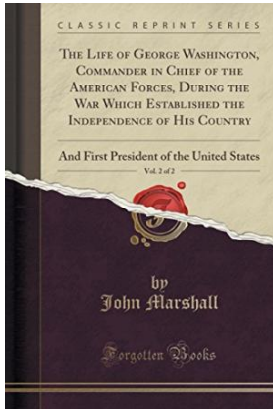 CLASSIC REPRINT SERIES
THE LIFE OF GEORGE WASHINGTON,
COMMANDER IN CHIEF OF THE
AMERICAN FORCES, DURING THE
WAR WHICH ESTABLISHED THE
INDEPENDENCE OF HIS COUNTRY
And First President of the United States
Vol. 2 of 2
by
John Marshall
Forgotten Books